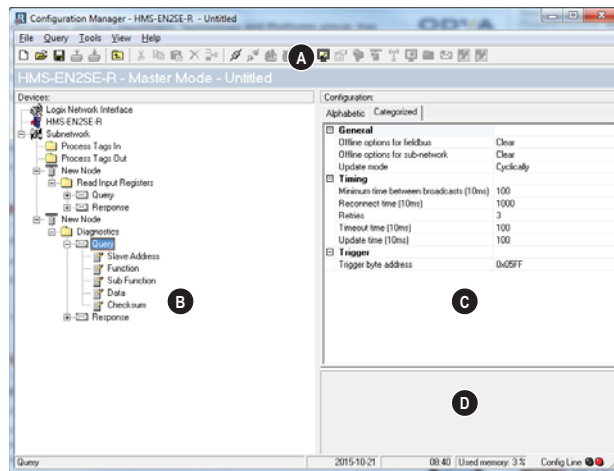 Configuration Manager - HMS-EN2SE-R - Untitled
ODVA
File Query Tools View Help
A
HMS-EN2SE-R - Master Mode - Untitled
Devices:
Logix Network Interface
HMS-EN2SE-R
Subnetwork
Process Tags In
Process Tags Out
New Node
Read Input Registers
Query
Response
New Node
Diagnostics
Query
Slave Address
Function
Sub Function
Data
Checksum
Response
B
Configuration:
Alphabetic Categorized
General
Offline options for fieldbus Clear
Offline options for sub-network Clear
Update mode Cyclically
Timing
Minimum time between broadcasts (10ms) 100
Reconnect time (10ms) 1000
Retries 3
Timeout time (10ms) 100
Update time (10ms) 100
Trigger
Trigger byte address 0x05FF
C
D
Query 2015-10-21 08:40 Used memory: 3 % Config Line